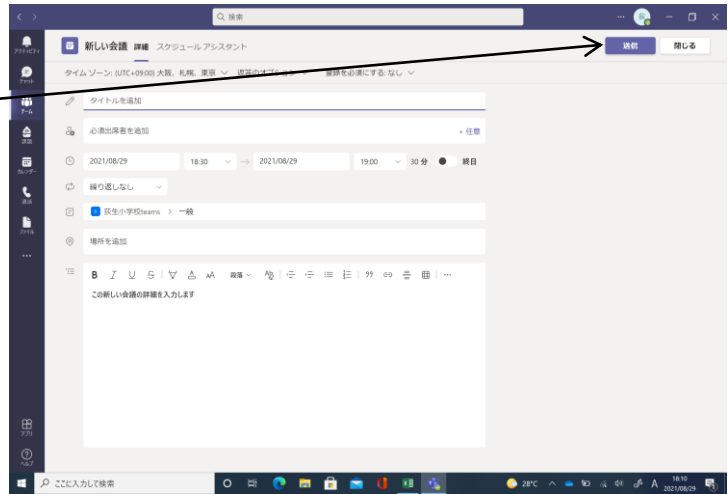 検索
新しい会議 詳細 スケジュール アシスタント
送信 閉じる
タイム ゾーン: (UTC+09:00) 大阪、札幌、東京 返答のオプション 登録を必須にする: なし
タイトルを追加
必須出席者を追加 + 任意
2021/08/29 18:30 → 2021/08/29 19:00 30 分 終日
繰り返しなし
荻生小学校teams > 一般
場所を追加
B I U S A AA 段落
この新しい会議の詳細を入力します
アクティビティ
チャット
チーム
課題
カレンダー
通話
ファイル
アプリ
ヘルプ
ここに入力して検索
28°C A 18:10
2021/08/29